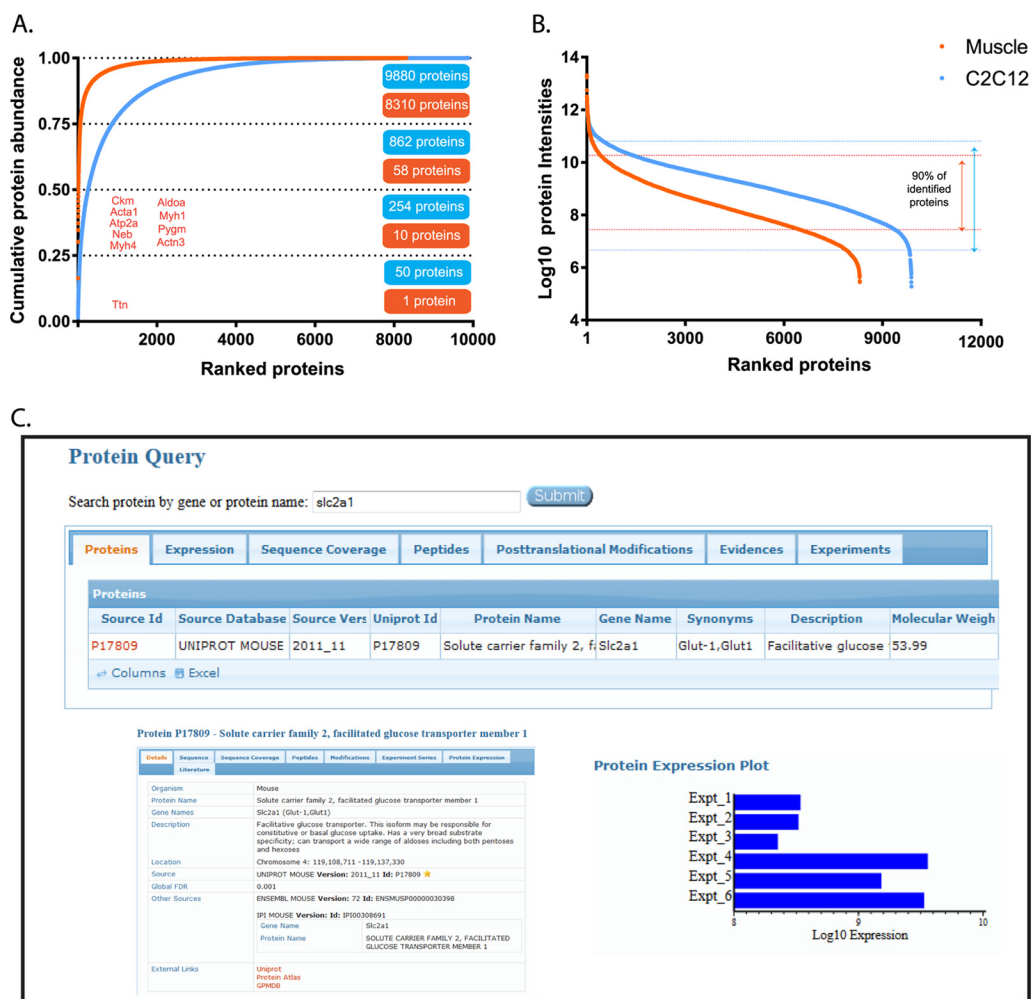 A.
Cumulative protein abundance
1.00
0.75
0.50
0.25
0.00
9880 proteins
8310 proteins
862 proteins
58 proteins
254 proteins
10 proteins
50 proteins
1 protein
Ckm
Acta1
Atp2a
Neb
Myh4
Aldoa
Myh1
Pygm
Actn3
Ttn
2000 4000 6000 8000 10000
Ranked proteins
B.
Log10 protein Intensities
14
12
10
8
6
4
Muscle
C2C12
90% of
identified
proteins
1 3000 6000 9000 12000
Ranked proteins
C.
Protein Query
Search protein by gene or protein name: slc2a1 Submit
Proteins Expression Sequence Coverage Peptides Posttranslational Modifications Evidences Experiments
Proteins
Source Id Source Database Source Vers Uniprot Id Protein Name Gene Name Synonyms Description Molecular Weigh
P17809 UNIPROT MOUSE 2011_11 P17809 Solute carrier family 2, fa Slc2a1 Glut-1,Glut1 Facilitative glucose 53.99
Columns Excel
Protein P17809 - Solute carrier family 2, facilitated glucose transporter member 1
Details Sequence Sequence Coverage Peptides Modifications Experiment Series Protein Expression
Literature
Organism Mouse
Protein Name Solute carrier family 2, facilitated glucose transporter member 1
Gene Names Slc2a1 (Glut-1,Glut1)
Description Facilitative glucose transporter. This isoform may be responsible for
constitutive or basal glucose uptake. Has a very broad substrate
specificity; can transport a wide range of aldoses including both pentoses
and hexoses
Location Chromosome 4: 119,108,711 -119,137,330
Source UNIPROT MOUSE Version: 2011_11 Id: P17809
Global FDR 0.001
Other Sources ENSEMBL MOUSE Version: 72 Id: ENSMUSP00000030398
IPI MOUSE Version: Id: IPI00308691
Gene Name Slc2a1
Protein Name SOLUTE CARRIER FAMILY 2, FACILITATED
GLUCOSE TRANSPORTER MEMBER 1
External Links Uniprot
Protein Atlas
GPMDB
Protein Expression Plot
Expt_1
Expt_2
Expt_3
Expt_4
Expt_5
Expt_6
8 9 10
Log10 Expression